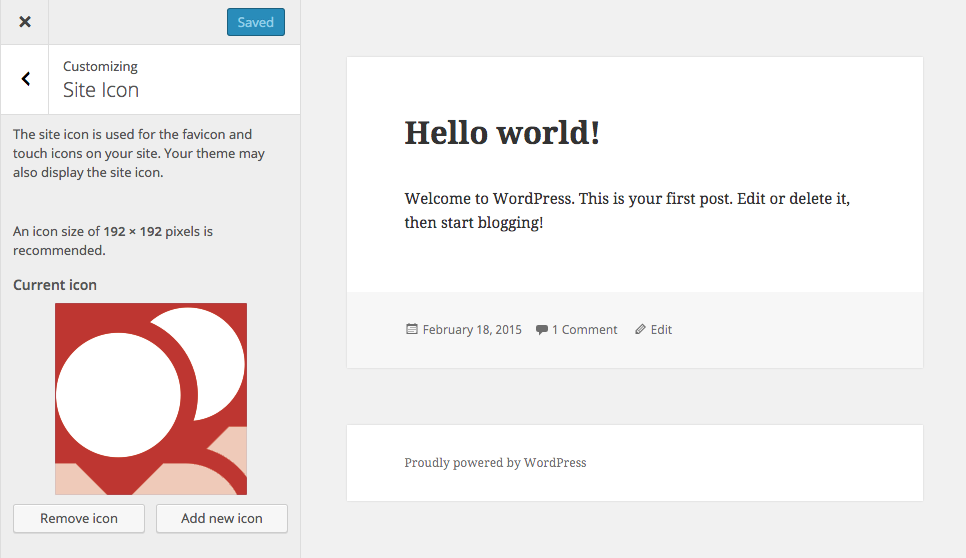 Saved
Customizing
Site Icon
The site icon is used for the favicon and
touch icons on your site. Your theme may
also display the site icon.
An icon size of 192 × 192 pixels is
recommended.
Current icon
Remove icon
Add new icon
Hello world!
Welcome to WordPress. This is your first post. Edit or delete it,
then start blogging!
February 18, 2015
1 Comment
Edit
Proudly powered by WordPress